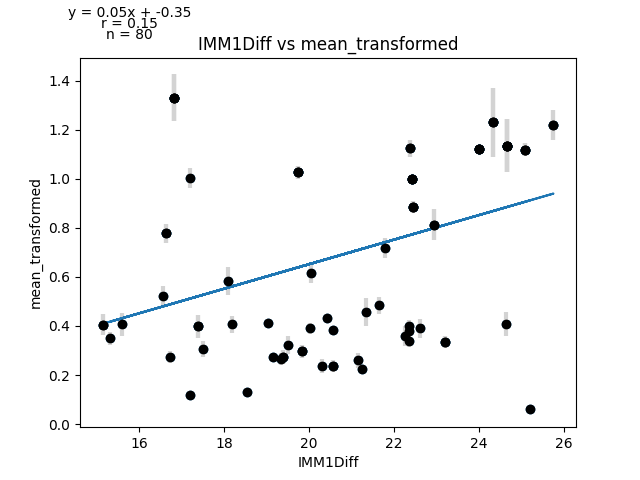 y = 0.05x + -0.35
r = 0.15
n = 80
IMM1Diff vs mean_transformed
1.4
1.2
1.0
0.8
0.6
0.4
0.2
0.0
mean_transformed
16 18 20 22 24 26
IMM1Diff